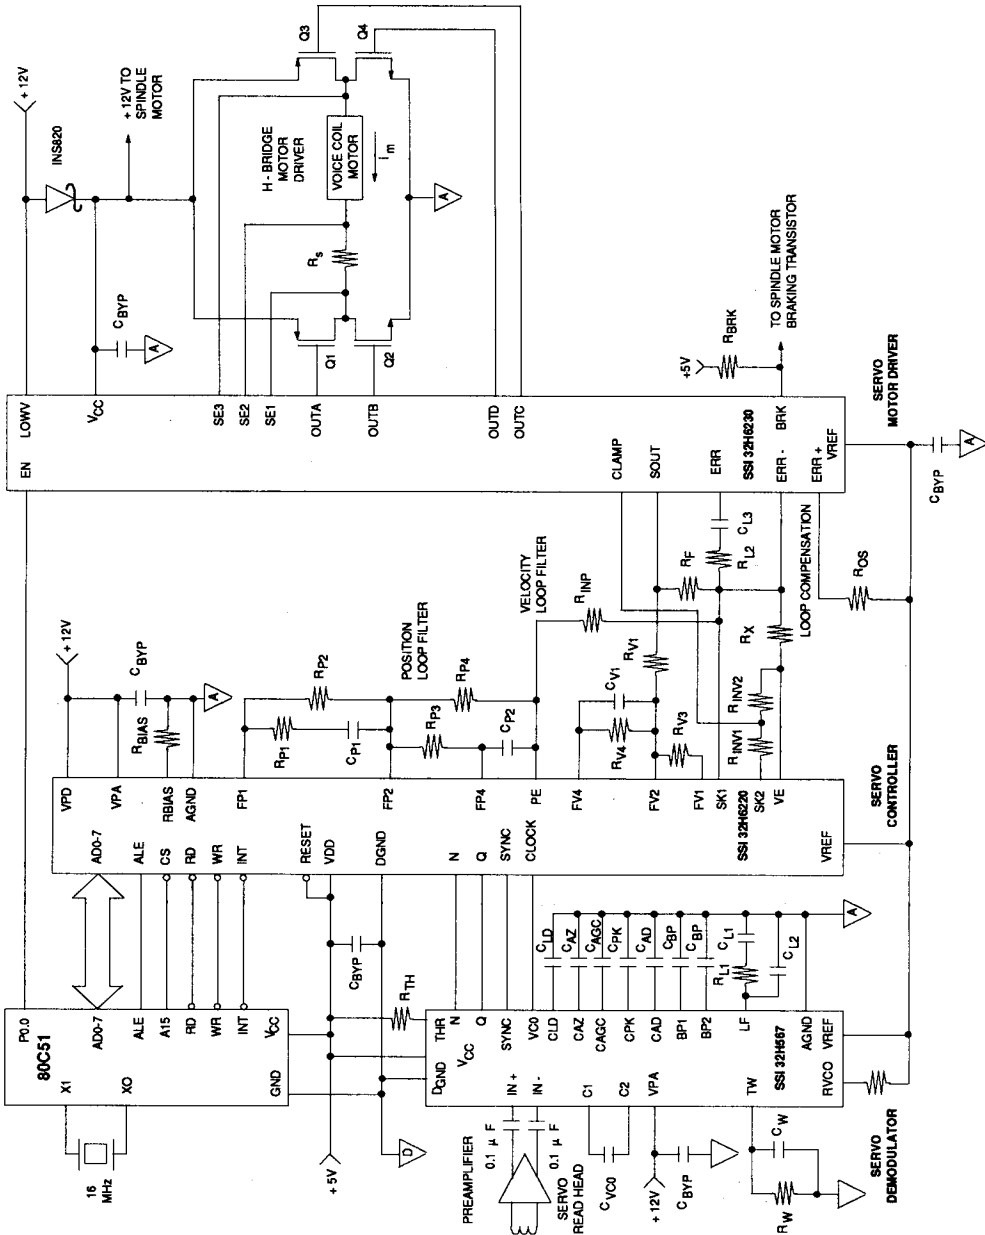 + 12V
INS820
+ 12V TO
SPINDLE
MOTOR
Q3
Q4
H - BRIDGE
MOTOR
DRIVER
VOICE COIL
MOTOR
im
A
Rs
Q1
Q2
CBYP
A
+5V
RBRK
TO SPINDLE MOTOR
BRAKING TRANSISTOR
LOWV
EN
VCC
SE3
SE2
SE1
OUTA
OUTB
OUTD
OUTC
CLAMP
SOUT
ERR
SSI 32H6230
ERR -
BRK
ERR +
VREF
SERVO
MOTOR DRIVER
CBYP
A
+ 12V
CBYP
RBIAS
A
RP2
RP1
CP1
POSITION
LOOP FILTER
RP4
RP3
CP2
VELOCITY
LOOP FILTER
RINP
CV1
RV4
RV1
RV3
RF
RL2
CL3
LOOP COMPENSATION
RX
RINV2
RINV1
ROS
VPD
VPA
RBIAS
AGND
FP1
FP2
FP4
PE
FV4
FV2
FV1
SK1
SK2
VE
SSI 32H6220
VREF
AD0-7
ALE
CS
RD
WR
INT
RESET
VDD
DGND
N
Q
SYNC
CLOCK
SERVO
CONTROLLER
P0.0
80C51
AD0-7
ALE
A15
RD
WR
INT
VCC
GND
X1
XO
16
MHz
+ 5V
D
CBYP
RTH
CLD
CAZ
CAGC
CPK
CAD
CBP
CBP
RL1
CL1
CL2
A
THR
N
Q
SYNC
VC0
CLD
CAZ
CAGC
CPK
CAD
BP1
BP2
LF
AGND
VREF
SSI 32H567
RVCO
DGND
VCC
IN +
IN -
C1
C2
VPA
TW
PREAMPLIFIER
0.1 μ F
0.1 μ F
SERVO
READ HEAD
CVC0
+ 12V
CBYP
RW
CW
SERVO
DEMODULATOR